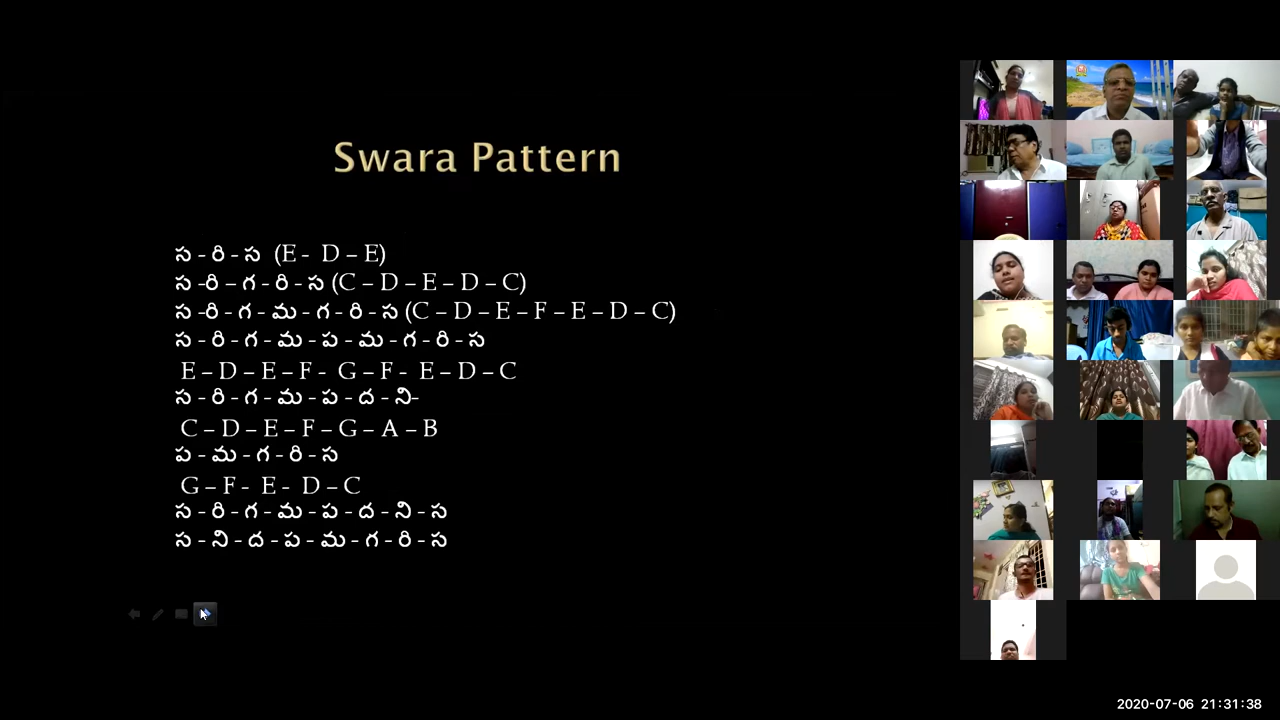 Swara Pattern
స - రి - స (E - D – E)
స -రి – గ - రి - స (C – D – E – D – C)
స -రి - గ - మ - గ - రి - స (C – D – E – F – E – D – C)
స - రి - గ - మ - ప - మ - గ - రి - స
E – D – E – F - G – F - E – D – C
స - రి - గ - మ - ప - ద - ని-
C – D – E – F – G – A – B
ప - మ - గ - రి - స
G – F - E - D – C
స - రి - గ - మ - ప - ద - ని - స
స - ని - ద - ప - మ - గ - రి - స
2020-07-06 21:31:38